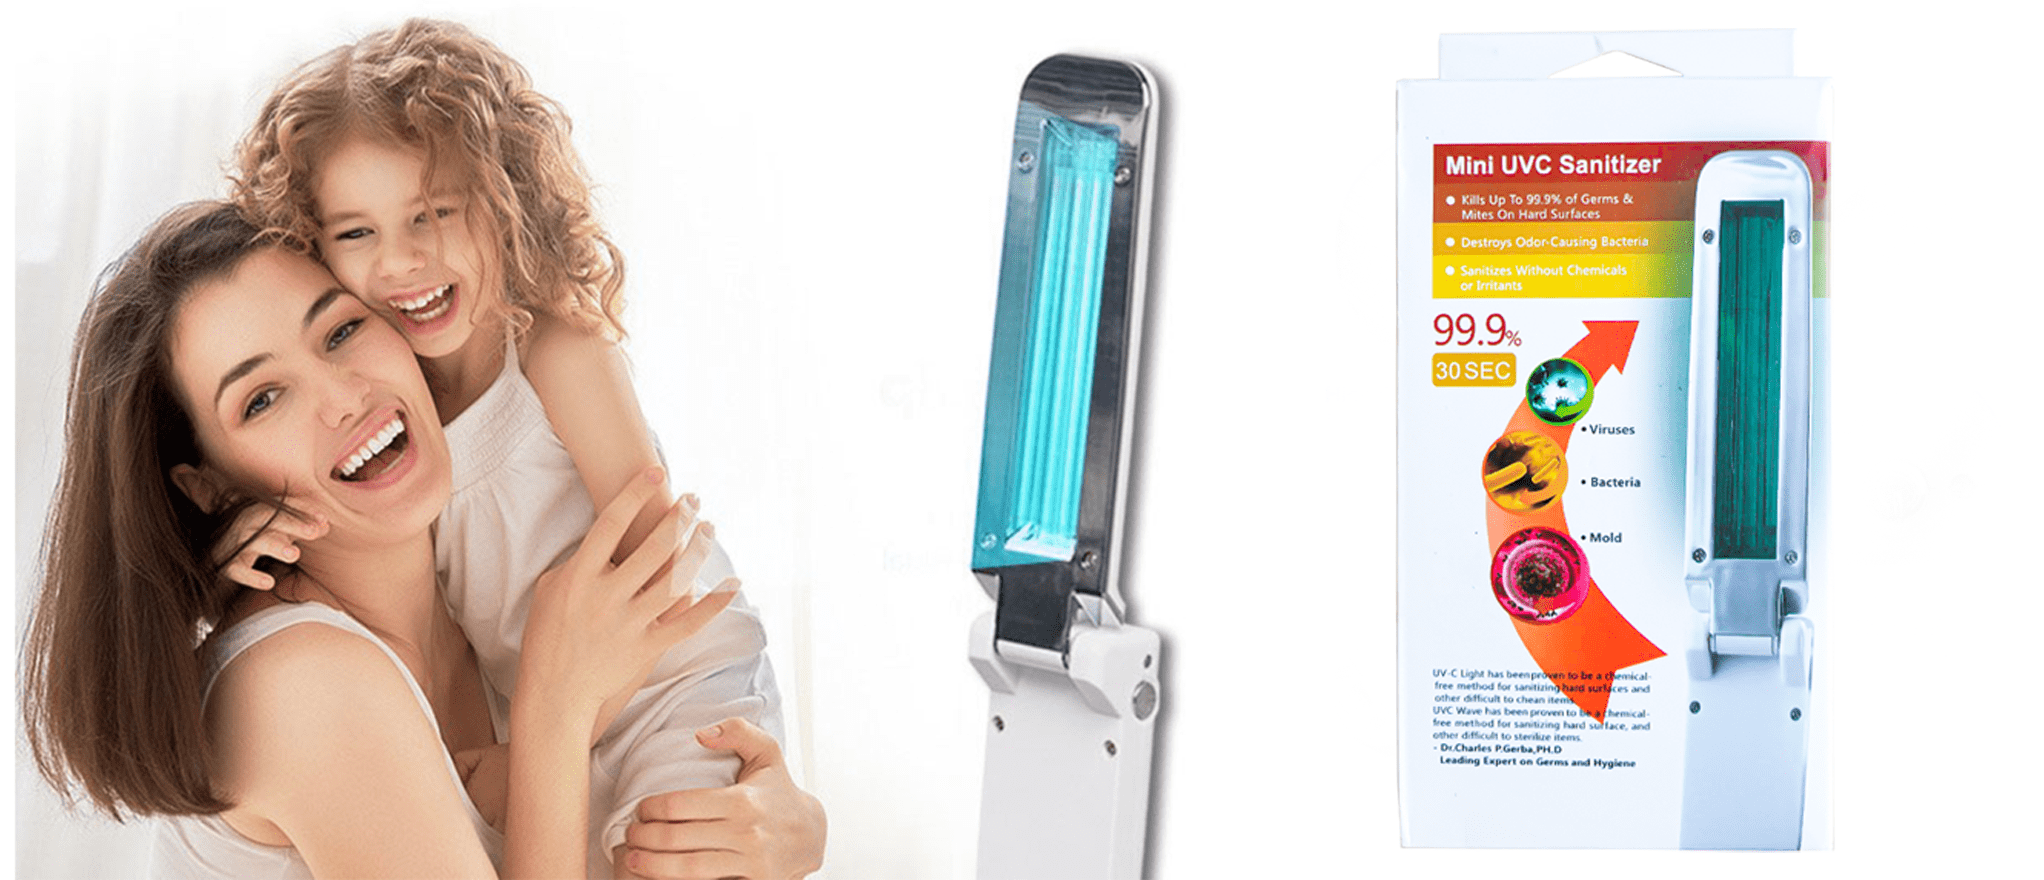 Mini UVC Sanitizer
● Kills Up To 99.9% of Germs &
Mites On Hard Surfaces
● Destroys Odor-Causing Bacteria
● Sanitizes Without Chemicals
or Irritants
99.9%
30 SEC
• Viruses
• Bacteria
• Mold
UV-C Light has been proven to be a chemical-
free method for sanitizing hard surfaces and
other difficult to chean items
UVC Wave has been proven to be a chemical-
free method for sanitizing hard surface, and
other difficult to sterilize items.
- Dr.Charles P.Gerba,PH.D
Leading Expert on Germs and Hygiene